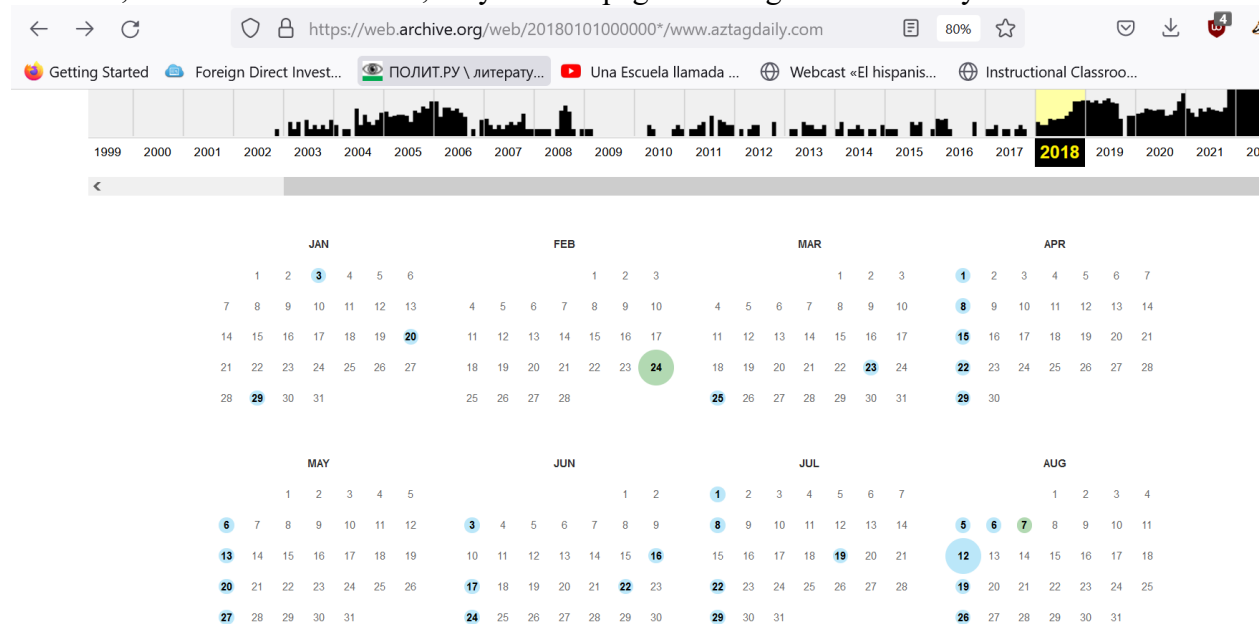 https://web.archive.org/web/20180101000000*/www.aztagdaily.com 80% 4
Getting Started Foreign Direct Invest... ПОЛИТ.РУ \ литерату... Una Escuela llamada ... Webcast «El hispanis... Instructional Classroo...
1999 2000 2001 2002 2003 2004 2005 2006 2007 2008 2009 2010 2011 2012 2013 2014 2015 2016 2017 2018 2019 2020 2021 20
JAN FEB MAR APR
1 2 3 4 5 6 1 2 3 1 2 3 1 2 3 4 5 6 7
7 8 9 10 11 12 13 4 5 6 7 8 9 10 4 5 6 7 8 9 10 8 9 10 11 12 13 14
14 15 16 17 18 19 20 11 12 13 14 15 16 17 11 12 13 14 15 16 17 15 16 17 18 19 20 21
21 22 23 24 25 26 27 18 19 20 21 22 23 24 18 19 20 21 22 23 24 22 23 24 25 26 27 28
28 29 30 31 25 26 27 28 25 26 27 28 29 30 31 29 30
MAY JUN JUL AUG
1 2 3 4 5 1 2 1 2 3 4 5 6 7 1 2 3 4
6 7 8 9 10 11 12 3 4 5 6 7 8 9 8 9 10 11 12 13 14 5 6 7 8 9 10 11
13 14 15 16 17 18 19 10 11 12 13 14 15 16 15 16 17 18 19 20 21 12 13 14 15 16 17 18
20 21 22 23 24 25 26 17 18 19 20 21 22 23 22 23 24 25 26 27 28 19 20 21 22 23 24 25
27 28 29 30 31 24 25 26 27 28 29 30 29 30 31 26 27 28 29 30 31